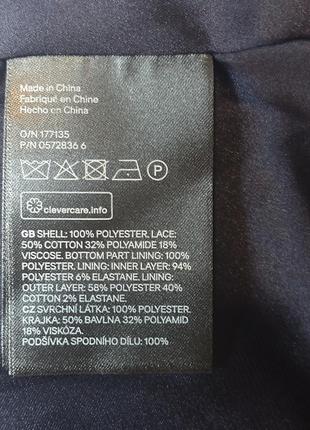 Made in China
Fabriqué en Chine
Hecho en China
O/N 177135
P/N 0572836 6
P
clevercare.info
GB SHELL: 100% POLYESTER, LACE:
50% COTTON 32% POLYAMIDE 18%
VISCOSE. BOTTOM PART LINING: 100%
POLYESTER. LINING: INNER LAYER: 94%
POLYESTER 6% ELASTANE. LINING:
OUTER LAYER: 58% POLYESTER 40%
COTTON 2% ELASTANE.
CZ SVRCHNÍ LÁTKA: 100% POLYESTER.
KRAJKA: 50% BAVLNA 32% POLYAMID
18% VISKÓZA.
PODŠÍVKA SPODNÍHO DÍLU: 100%